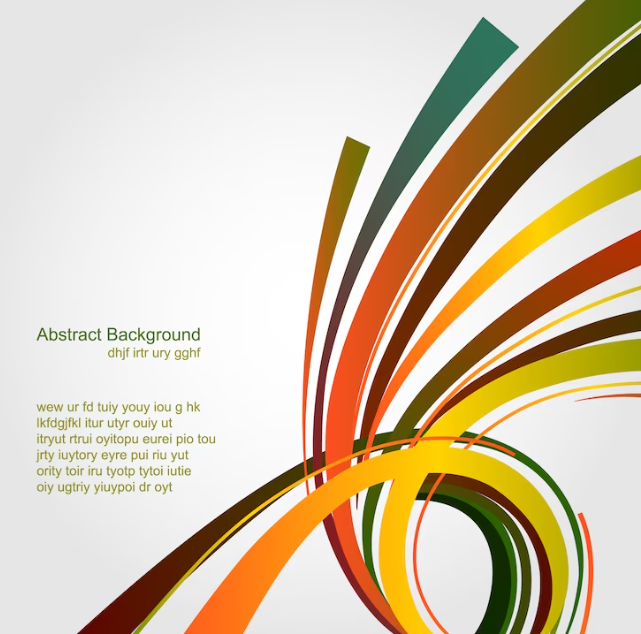 Abstract Background
dhjf irtr ury gghf
wew ur fd tuiy youy iou g hk
lkfdgjfkl itur utyr ouiy ut
itryut rtrui oyitopu eurei pio tou
jrty iuytory eyre pui riu yut
ority toir iru tyotp tytoi iutie
oiy ugtriy yiuypoi dr oyt